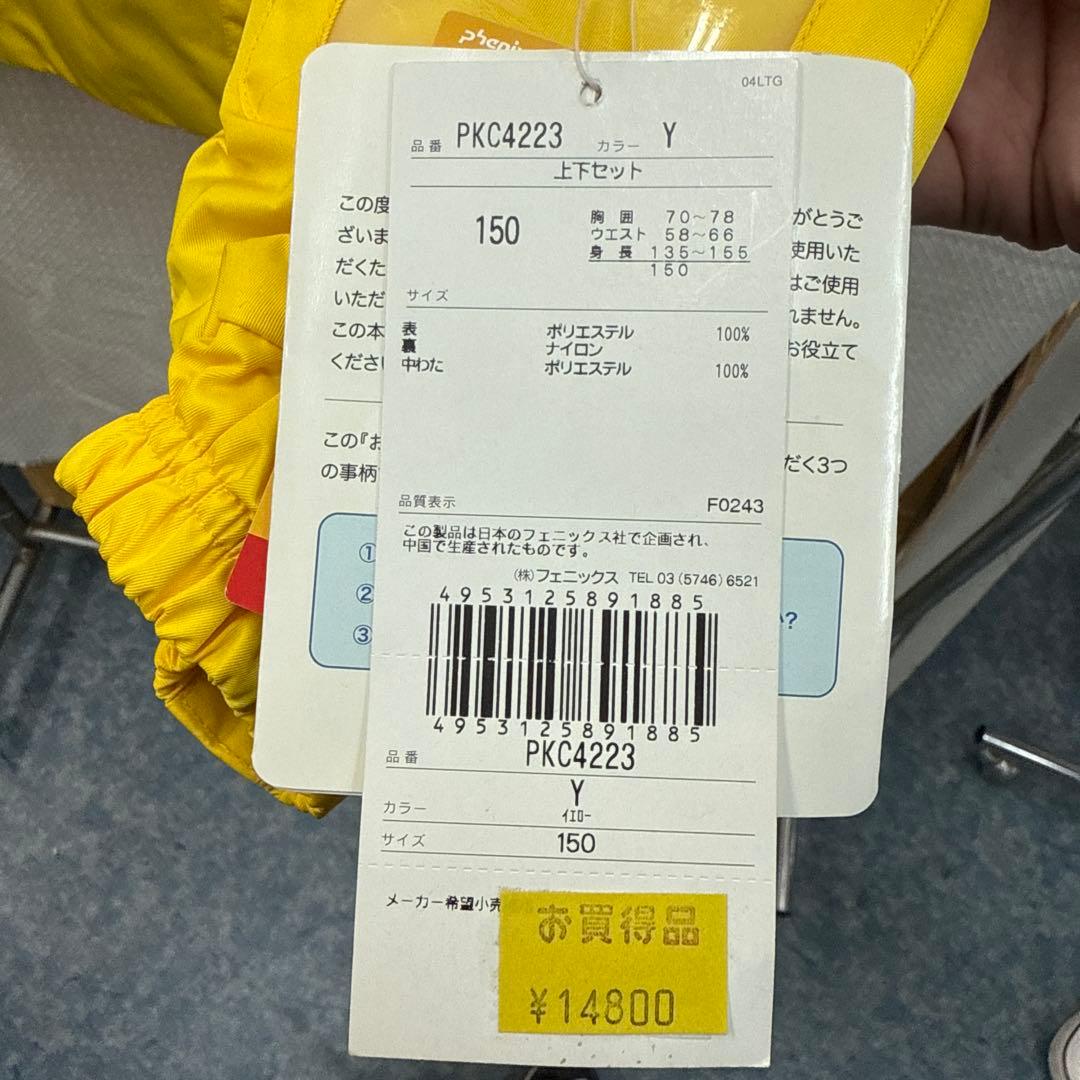 Phenix
04LTG
品番 PKC4223 カラー Y
上下セット
150
胸囲 70~78
ウエスト 58~66
身長 135~155
150
サイズ
表 ポリエステル 100%
裏 ナイロン
中わた ポリエステル 100%
品質表示 F0243
この製品は日本のフェニックス社で企画され、
中国で生産されたものです。
(株)フェニックス TEL 03(5746)6521
4953125891885
4953125891885
品番 PKC4223
カラー Y
イエロー
サイズ 150
メーカー希望小売
お買得品
¥14800
この度
がとうご
ざいま
使用いた
だくた
はご使用
いただ
れません。
この本
お役立て
くださ
この『お
だく3つ
の事柄
①
②
か?
③